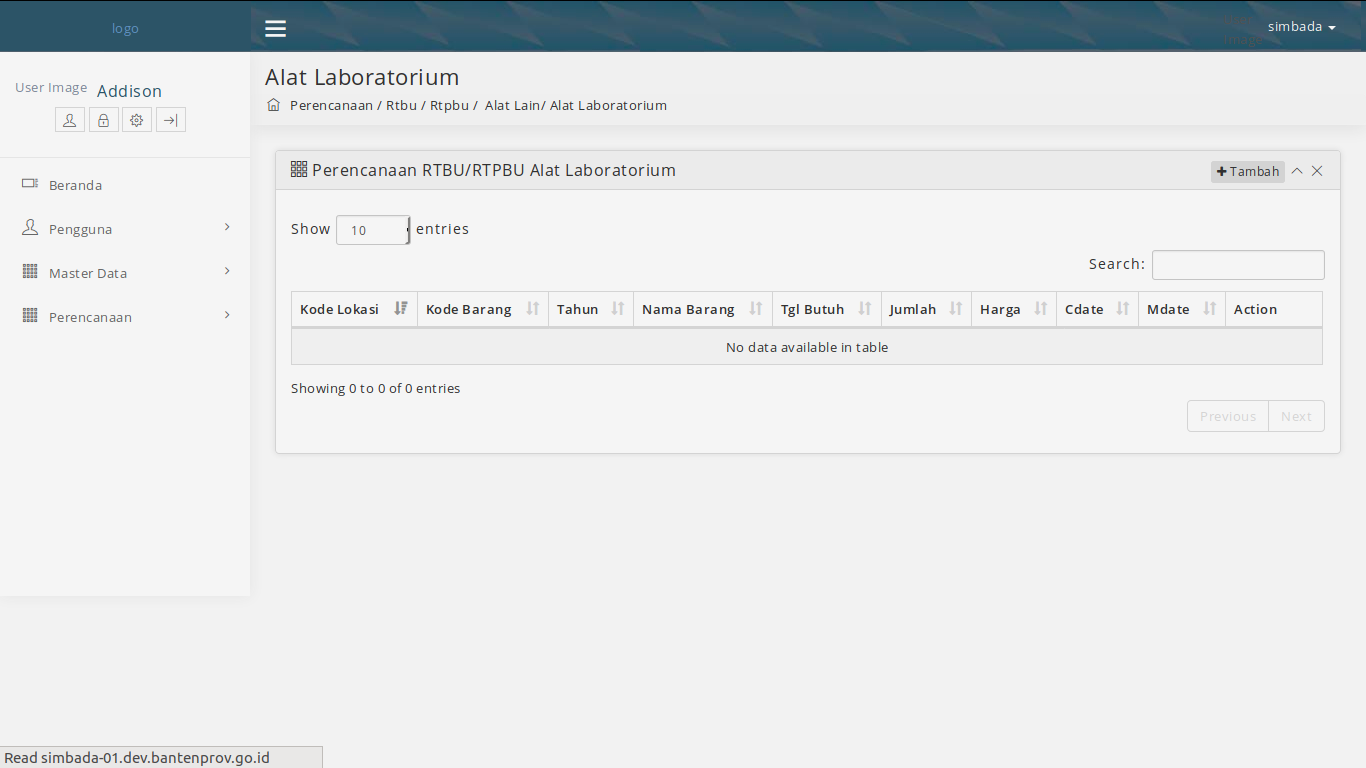 logo
simbada
User Image Addison
Alat Laboratorium
Perencanaan / Rtbu / Rtpbu / Alat Lain/ Alat Laboratorium
Beranda
Pengguna
Master Data
Perencanaan
Perencanaan RTBU/RTPBU Alat Laboratorium
Tambah
Show 10 entries
Search:
Kode Lokasi Kode Barang Tahun Nama Barang Tgl Butuh Jumlah Harga Cdate Mdate Action
No data available in table
Showing 0 to 0 of 0 entries
Previous Next
Read simbada-01.dev.bantenprov.go.id